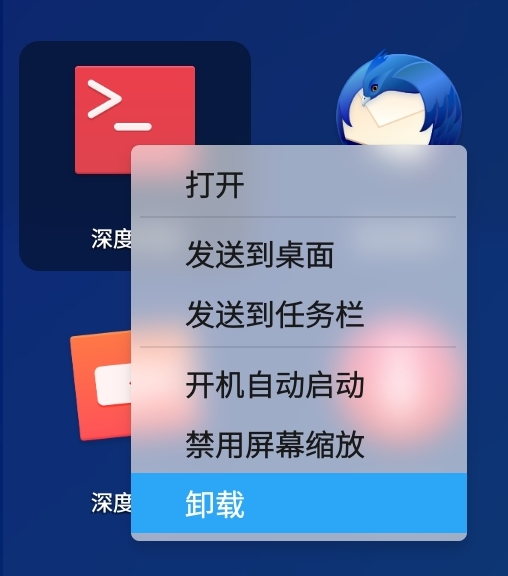 深度
打开
发送到桌面
发送到任务栏
开机自动启动
禁用屏幕缩放
卸载
深度